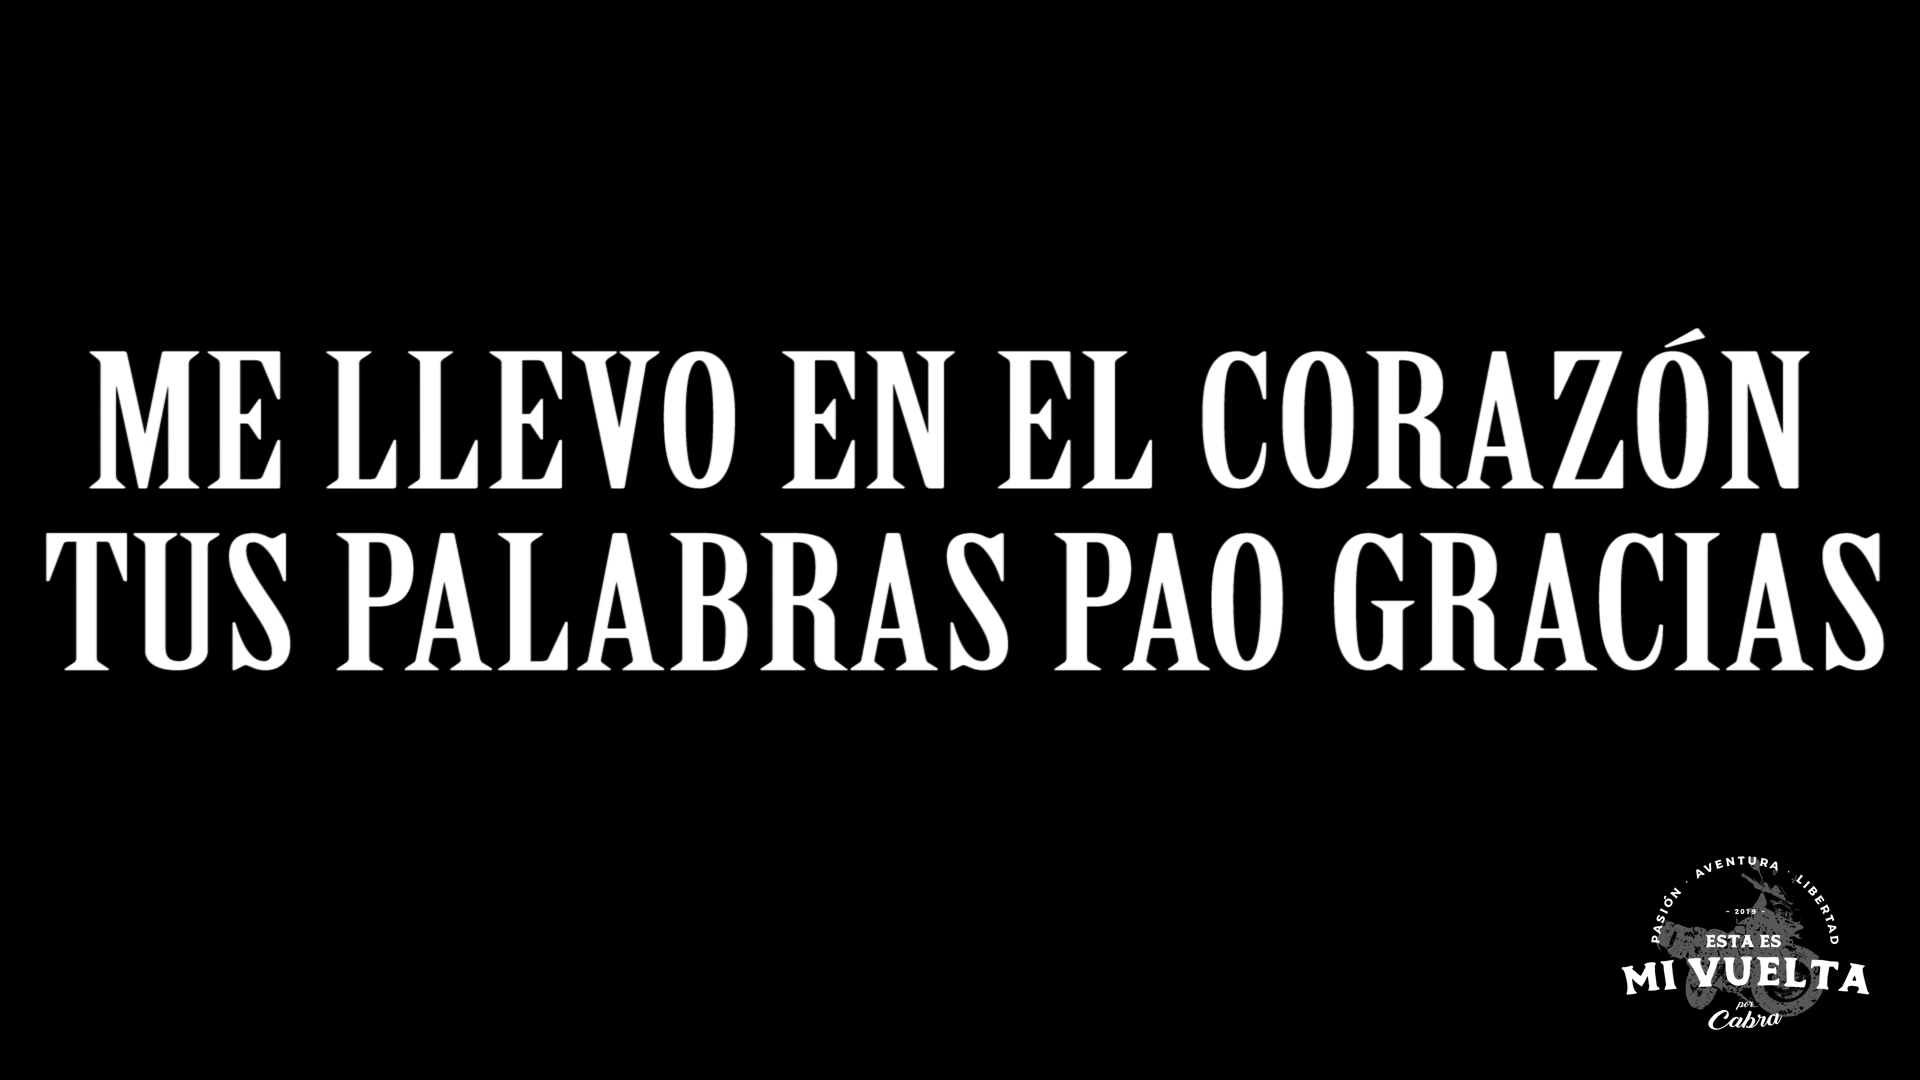 ME LLEVO EN EL CORAZÓN
TUS PALABRAS PAO GRACIAS
PASIÓN · AVENTURA · LIBERTAD
- 2019 -
ESTA ES
MI VUELTA
por
Cabra